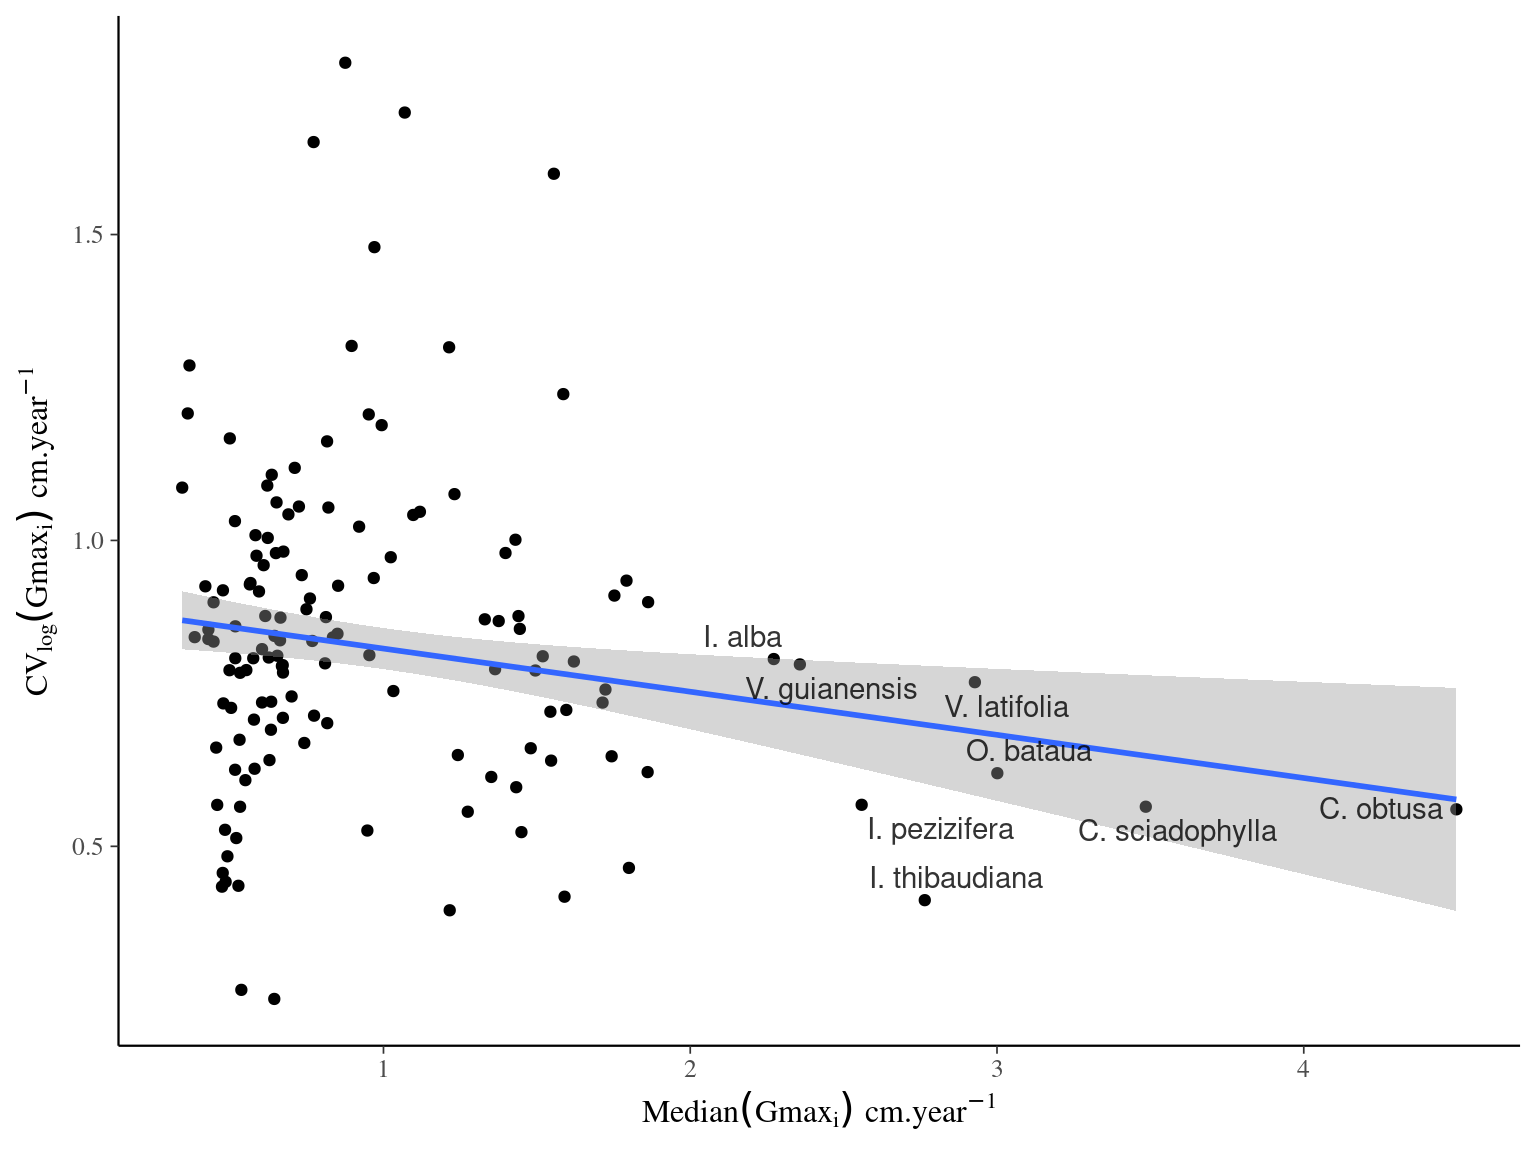 1.5
1.0
0.5
CVlog(Gmaxi) cm.year−1
I. alba
V. guianensis
V. latifolia
O. bataua
C. obtusa
I. pezizifera
C. sciadophylla
I. thibaudiana
1 2 3 4
Median(Gmaxi) cm.year−1